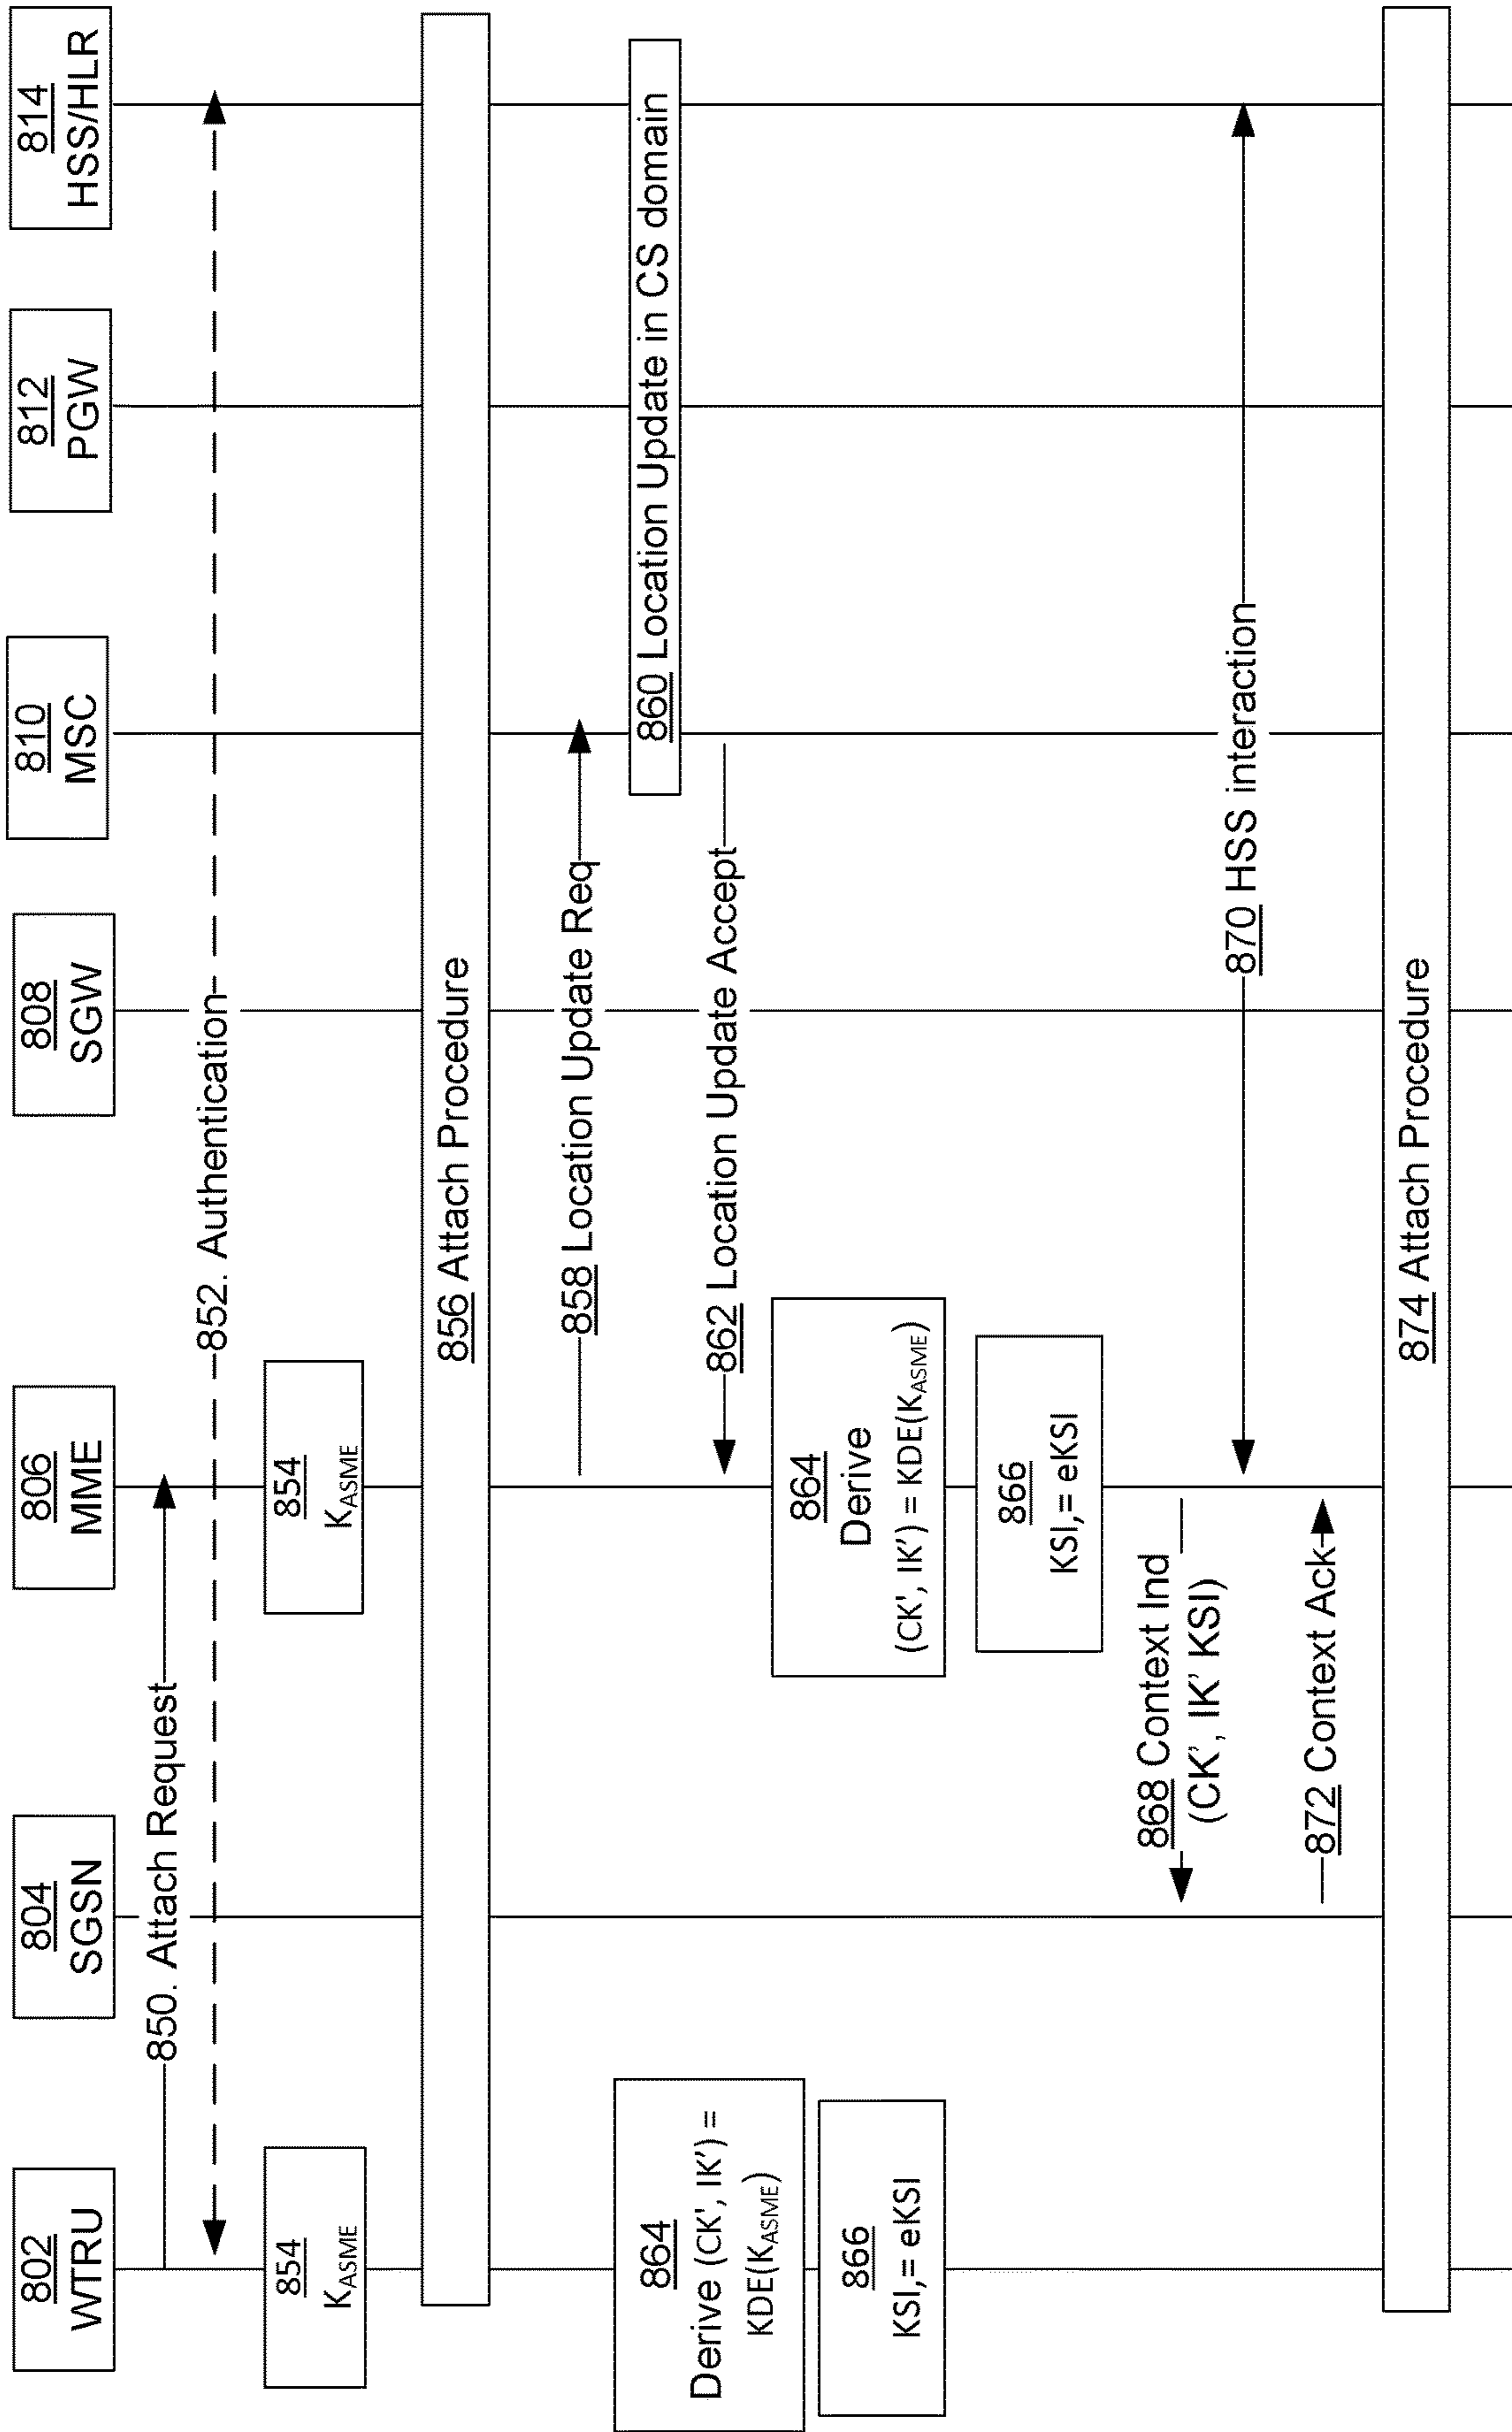 802
WTRU
804
SGSN
806
MME
808
SGW
810
MSC
812
PGW
814
HSS/HLR
850. Attach Request
852. Authentication
854
KASME
854
KASME
856 Attach Procedure
858 Location Update Req
860 Location Update in CS domain
862 Location Update Accept
864
Derive (CK', IK') =
KDE(KASME)
866
KSI,= eKSI
864
Derive
(CK', IK') = KDE(KASME)
866
KSI,= eKSI
868 Context Ind
(CK', IK' KSI)
870 HSS interaction
872 Context Ack
874 Attach Procedure